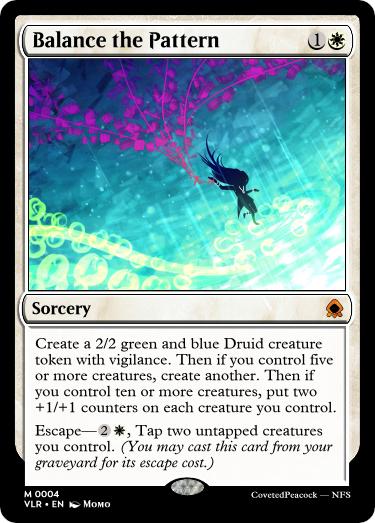 Balance the Pattern 1
Sorcery
Create a 2/2 green and blue Druid creature
token with vigilance. Then if you control five
or more creatures, create another. Then if
you control ten or more creatures, put two
+1/+1 counters on each creature you control.
Escape—2, Tap two untapped creatures
you control. (You may cast this card from your
graveyard for its escape cost.)
M 0004
VLR • EN Momo
CovetedPeacock — NFS